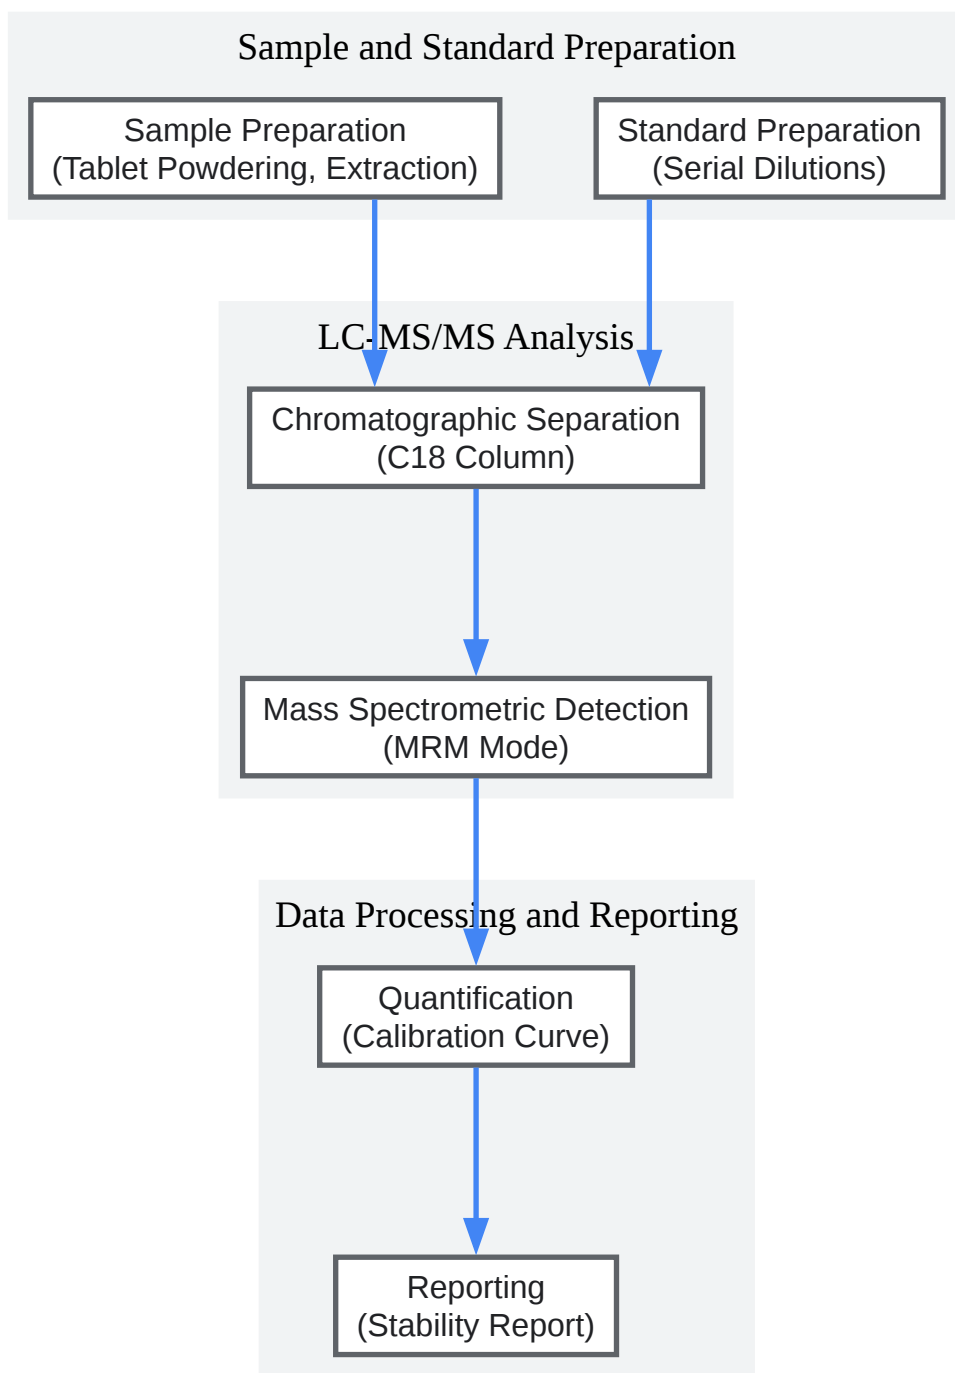 Sample and Standard Preparation
Sample Preparation
(Tablet Powdering, Extraction)
Standard Preparation
(Serial Dilutions)
LC-MS/MS Analysis
Chromatographic Separation
(C18 Column)
Mass Spectrometric Detection
(MRM Mode)
Data Processing and Reporting
Quantification
(Calibration Curve)
Reporting
(Stability Report)